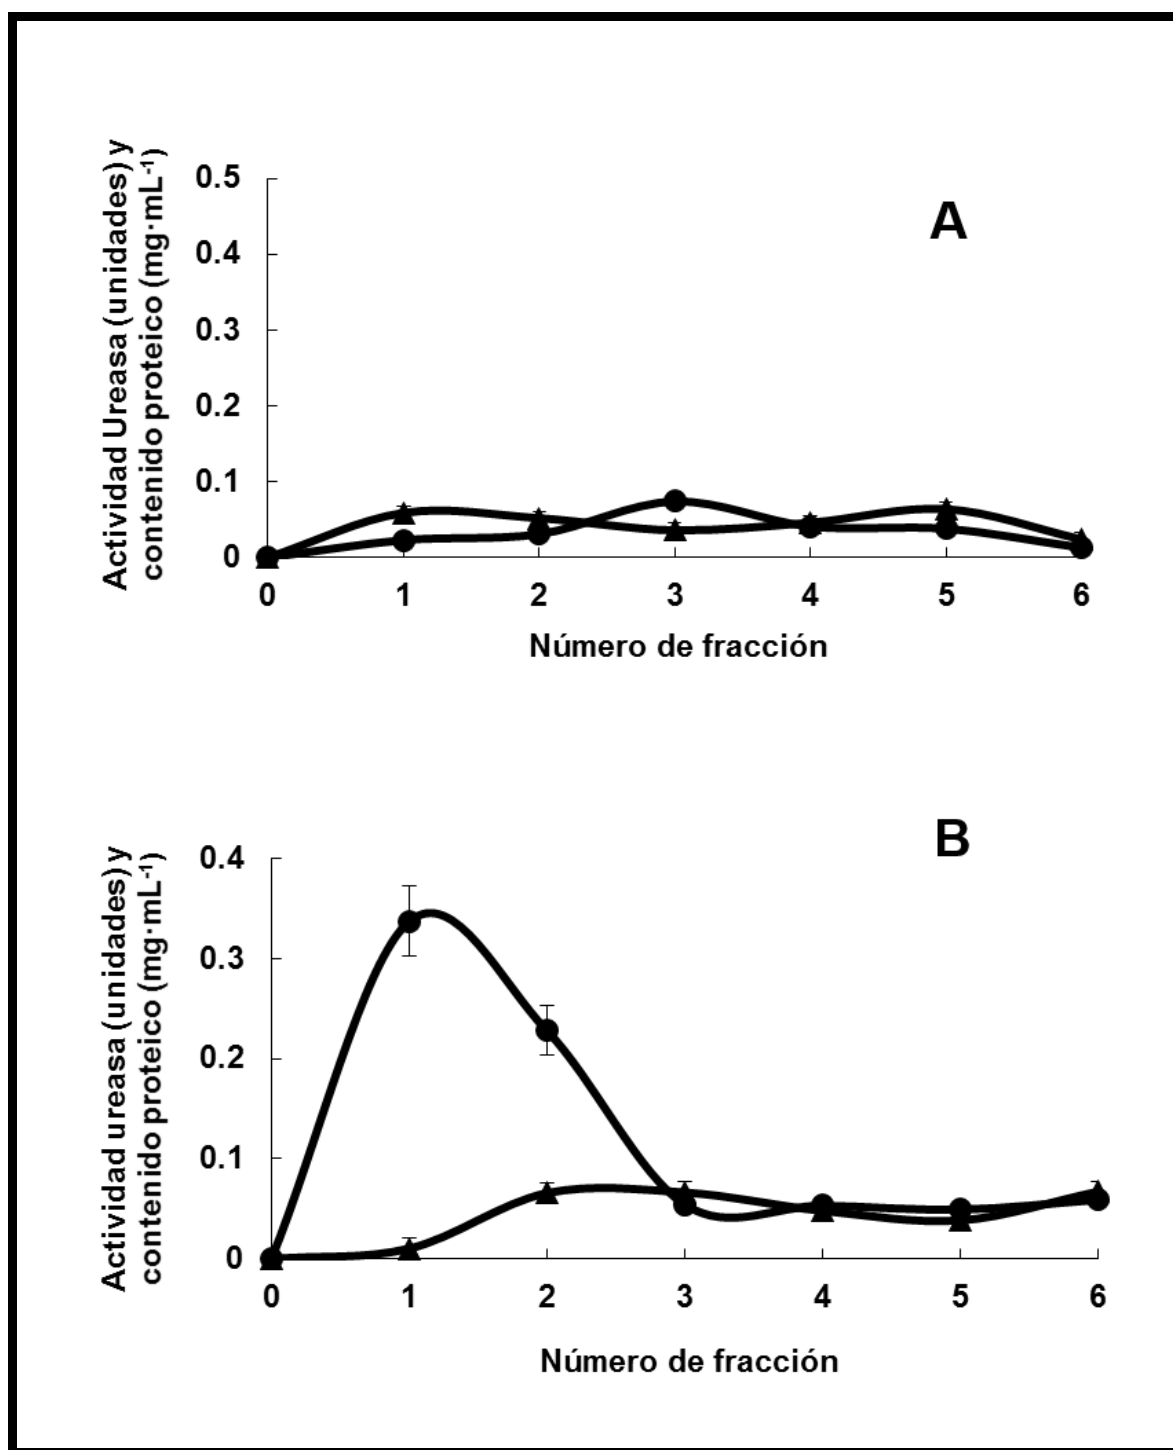 Actividad Ureasa (unidades) y
contenido proteico (mg·mL⁻¹)
0.5
0.4
0.3
0.2
0.1
0
A
0 1 2 3 4 5 6
Número de fracción
Actividad ureasa (unidades) y
contenido proteico (mg·mL⁻¹)
0.4
0.3
0.2
0.1
0
B
0 1 2 3 4 5 6
Número de fracción